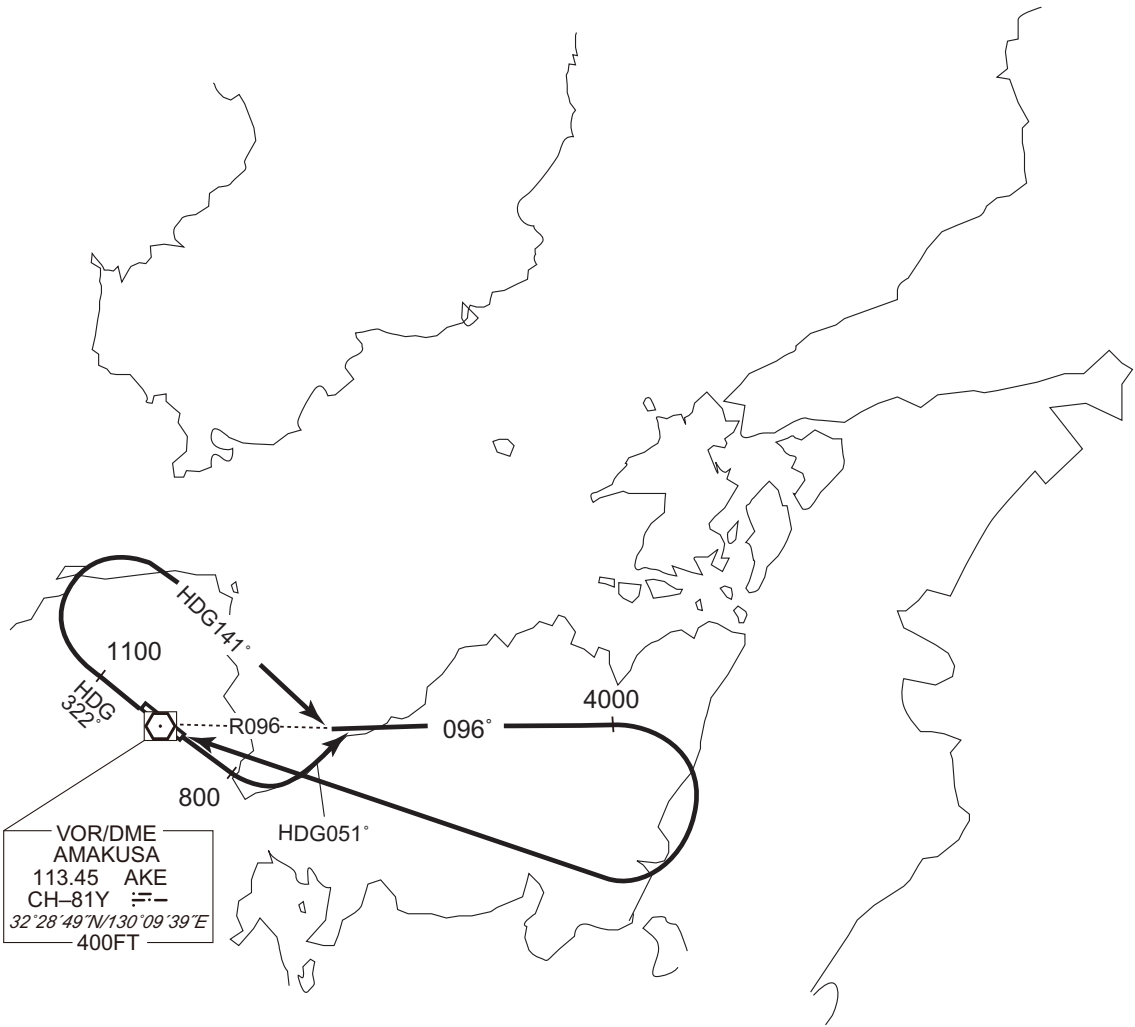 HDG141°
1100
HDG
322°
R096
096°
4000
800
HDG051°
VOR/DME
AMAKUSA
113.45 AKE
CH–81Y
32°28′49″N/130°09′39″E
400FT